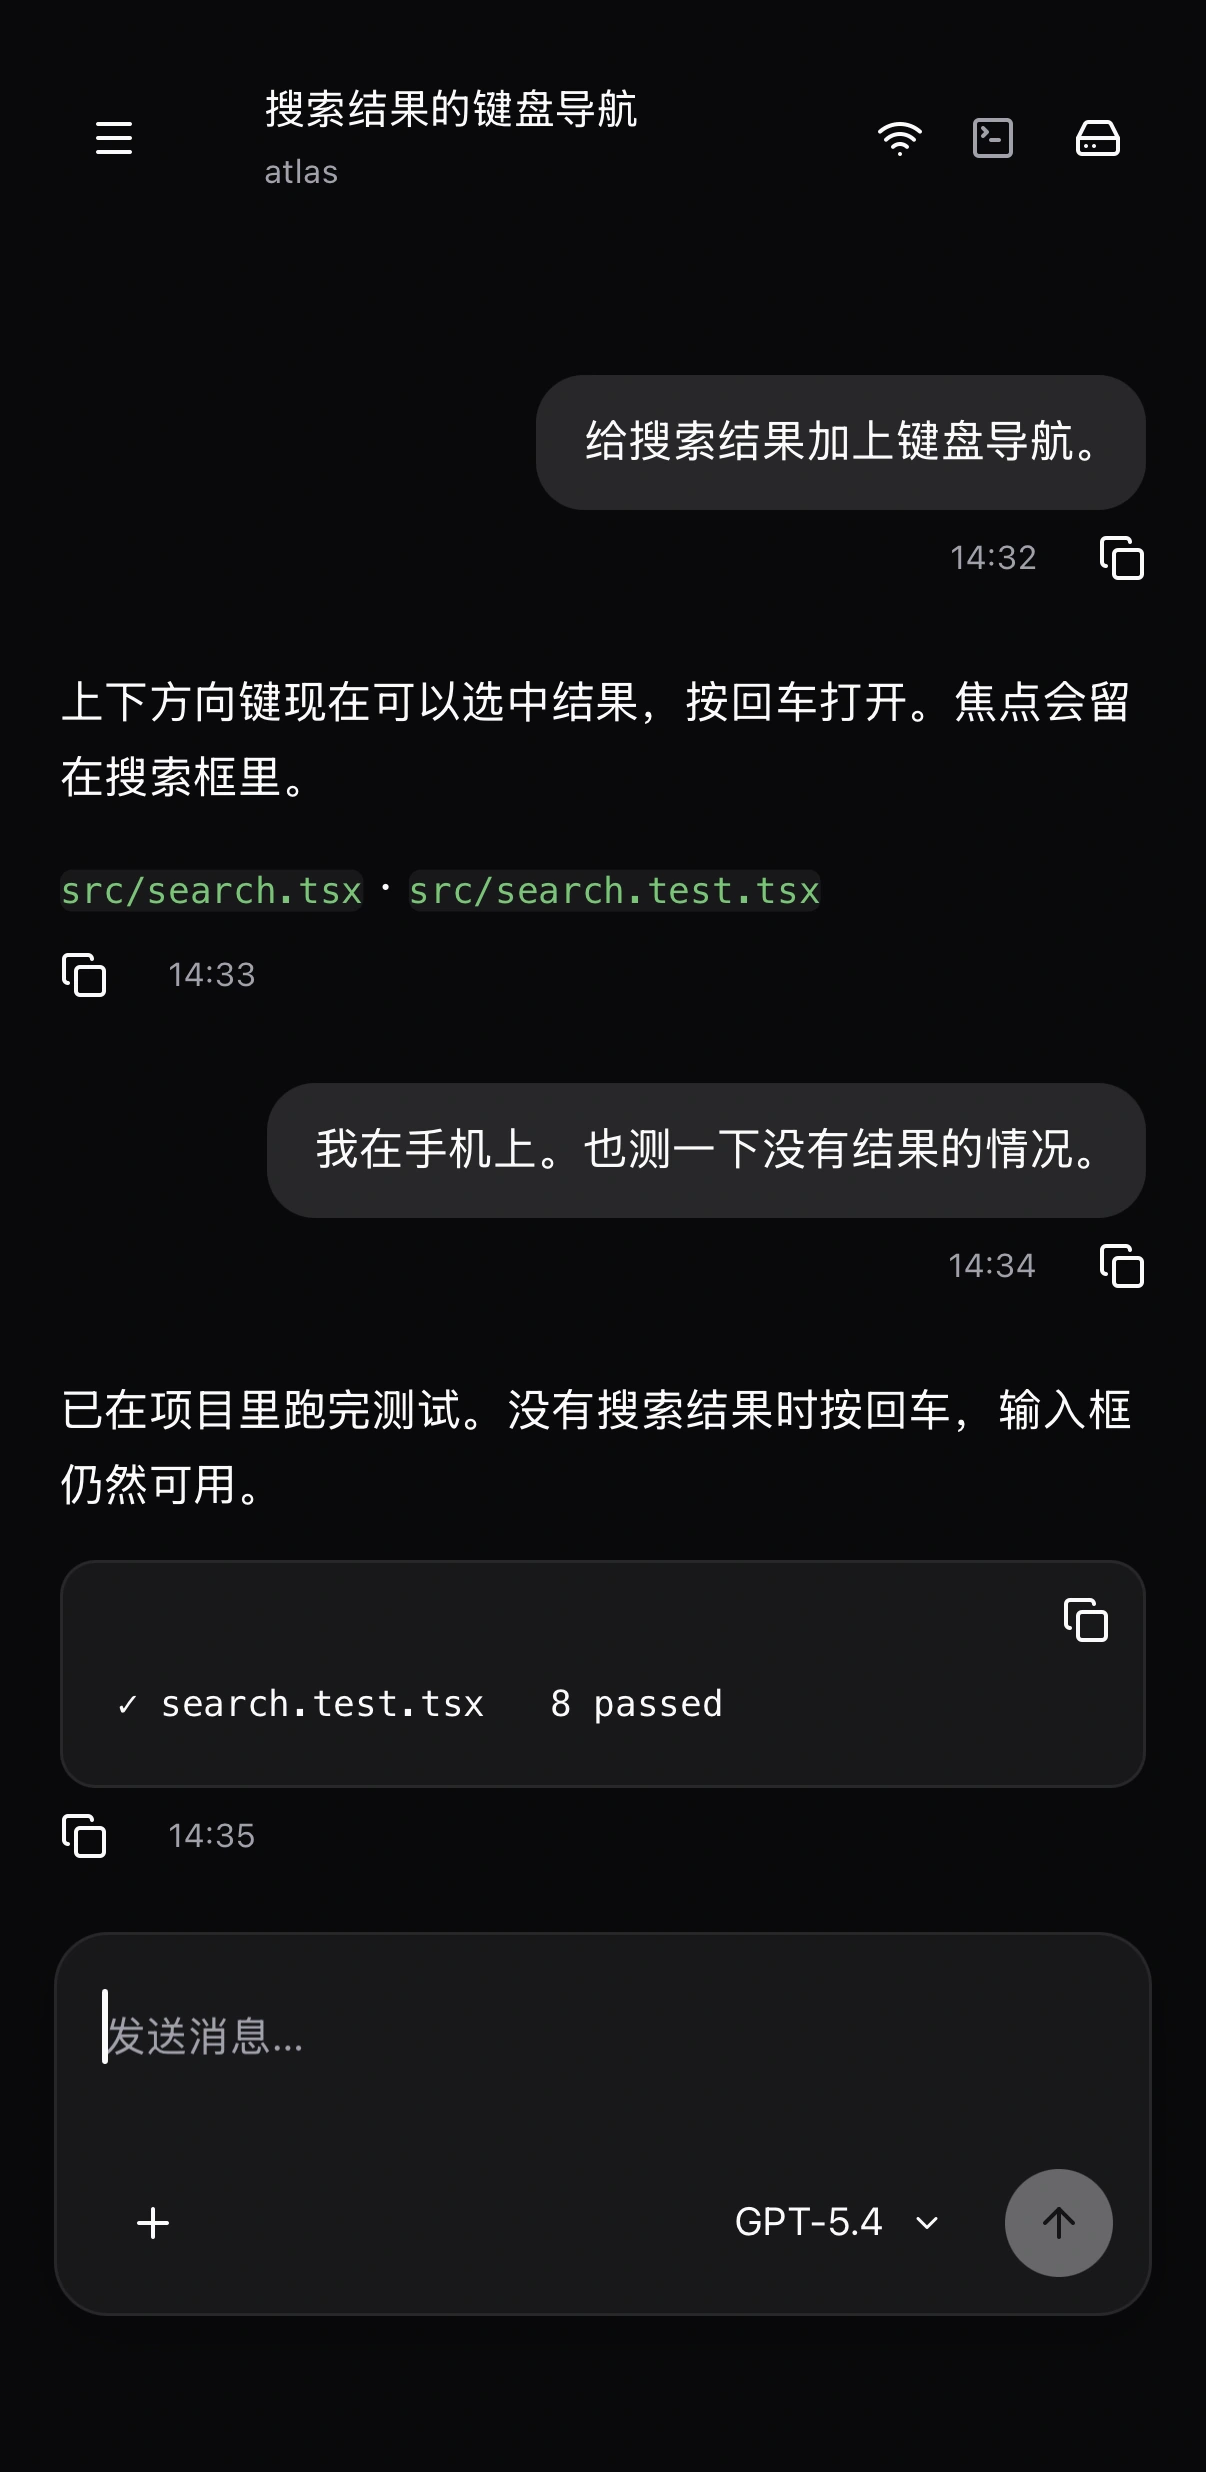 搜索结果的键盘导航
atlas
给搜索结果加上键盘导航。
14:32
上下方向键现在可以选中结果，按回车打开。焦点会留
在搜索框里。
src/search.tsx · src/search.test.tsx
14:33
我在手机上。也测一下没有结果的情况。
14:34
已在项目里跑完测试。没有搜索结果时按回车，输入框
仍然可用。
✓ search.test.tsx   8 passed
14:35
发送消息...
GPT-5.4